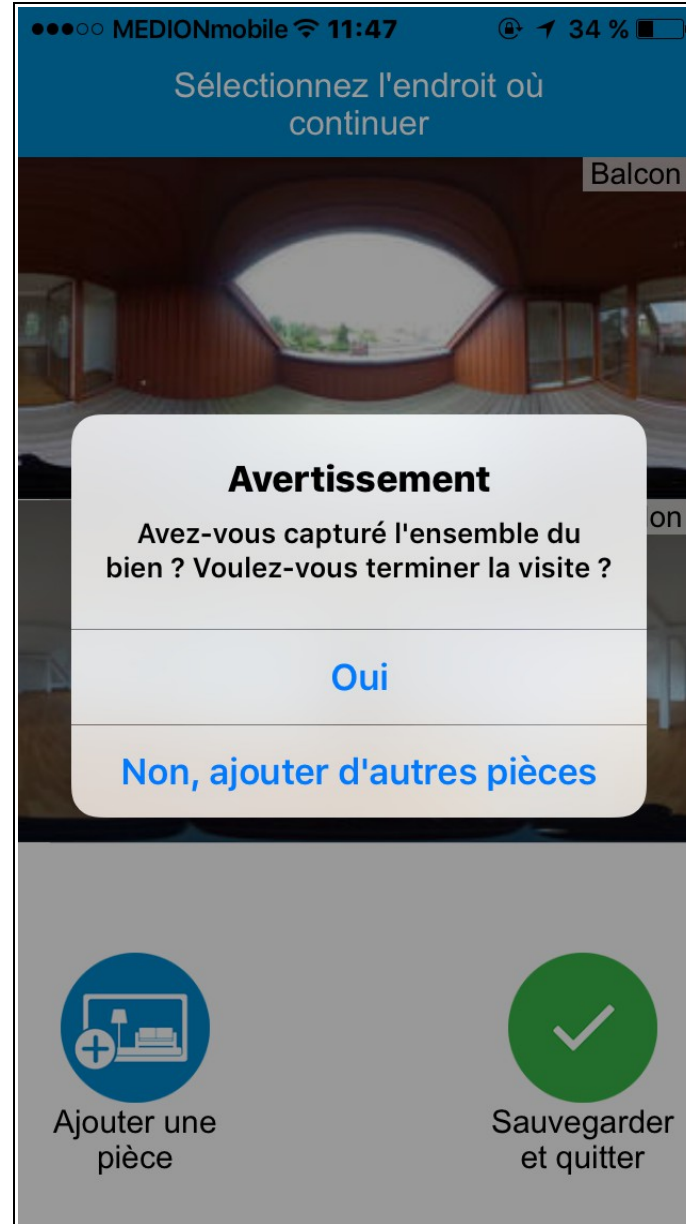 MEDIONmobile 11:47 34 %
Sélectionnez l'endroit où
continuer
Balcon
Avertissement
on
Avez-vous capturé l'ensemble du
bien ? Voulez-vous terminer la visite ?
Oui
Non, ajouter d'autres pièces
Ajouter une
pièce
Sauvegarder
et quitter